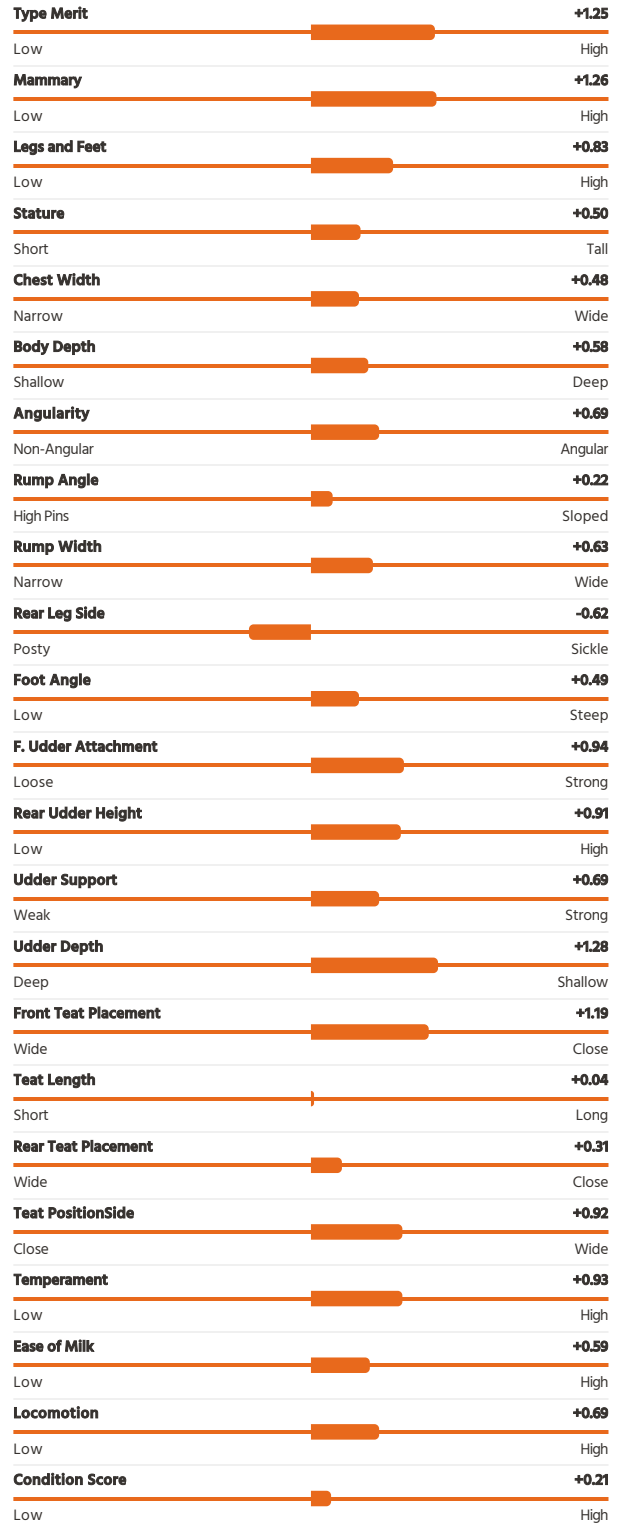 Type Merit +1.25
Low High
Mammary +1.26
Low High
Legs and Feet +0.83
Low High
Stature +0.50
Short Tall
Chest Width +0.48
Narrow Wide
Body Depth +0.58
Shallow Deep
Angularity +0.69
Non-Angular Angular
Rump Angle +0.22
High Pins Sloped
Rump Width +0.63
Narrow Wide
Rear Leg Side -0.62
Posty Sickle
Foot Angle +0.49
Low Steep
F. Udder Attachment +0.94
Loose Strong
Rear Udder Height +0.91
Low High
Udder Support +0.69
Weak Strong
Udder Depth +1.28
Deep Shallow
Front Teat Placement +1.19
Wide Close
Teat Length +0.04
Short Long
Rear Teat Placement +0.31
Wide Close
Teat PositionSide +0.92
Close Wide
Temperament +0.93
Low High
Ease of Milk +0.59
Low High
Locomotion +0.69
Low High
Condition Score +0.21
Low High